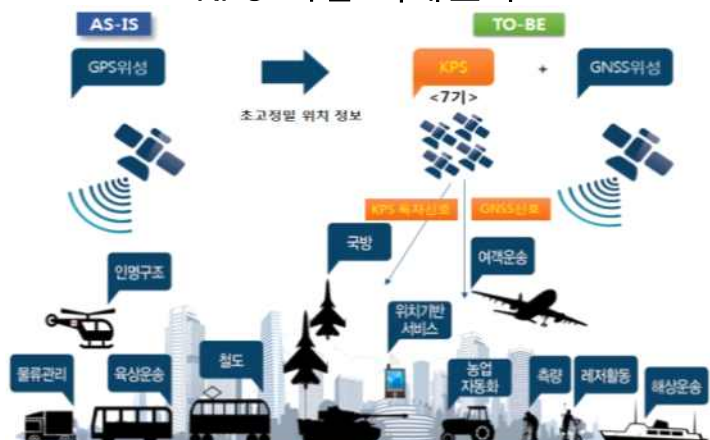 AS-IS
TO-BE
GPS위성
KPS
+
GNSS위성
<7기>
초고정밀 위치 정보
KPS 독자신호
GNSS신호
국방
여객운송
인명구조
위치기반
서비스
물류관리
육상운송
철도
농업
자동화
측량
레저활동
해상운송